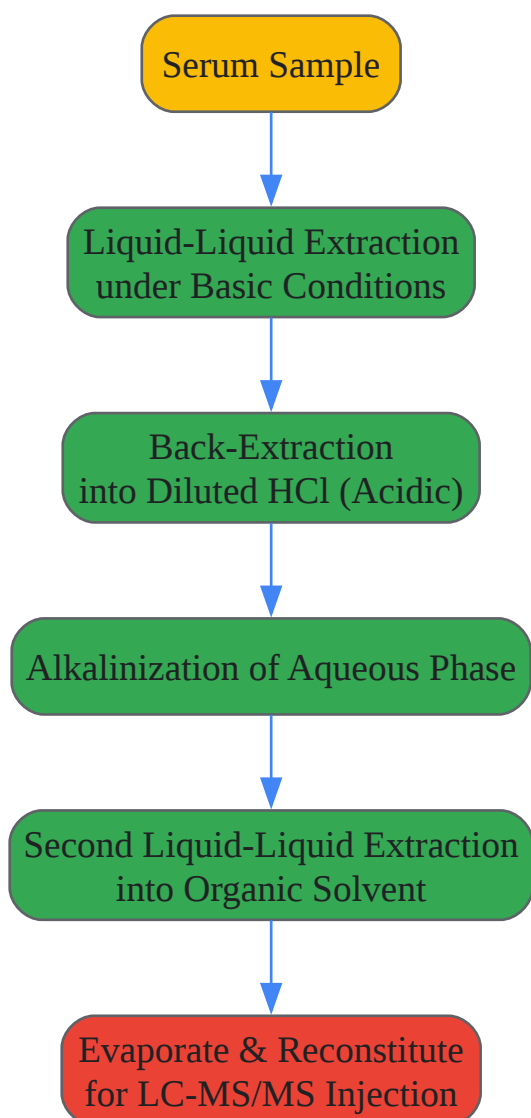 Serum Sample
Liquid-Liquid Extraction
under Basic Conditions
Back-Extraction
into Diluted HCl (Acidic)
Alkalinization of Aqueous Phase
Second Liquid-Liquid Extraction
into Organic Solvent
Evaporate & Reconstitute
for LC-MS/MS Injection